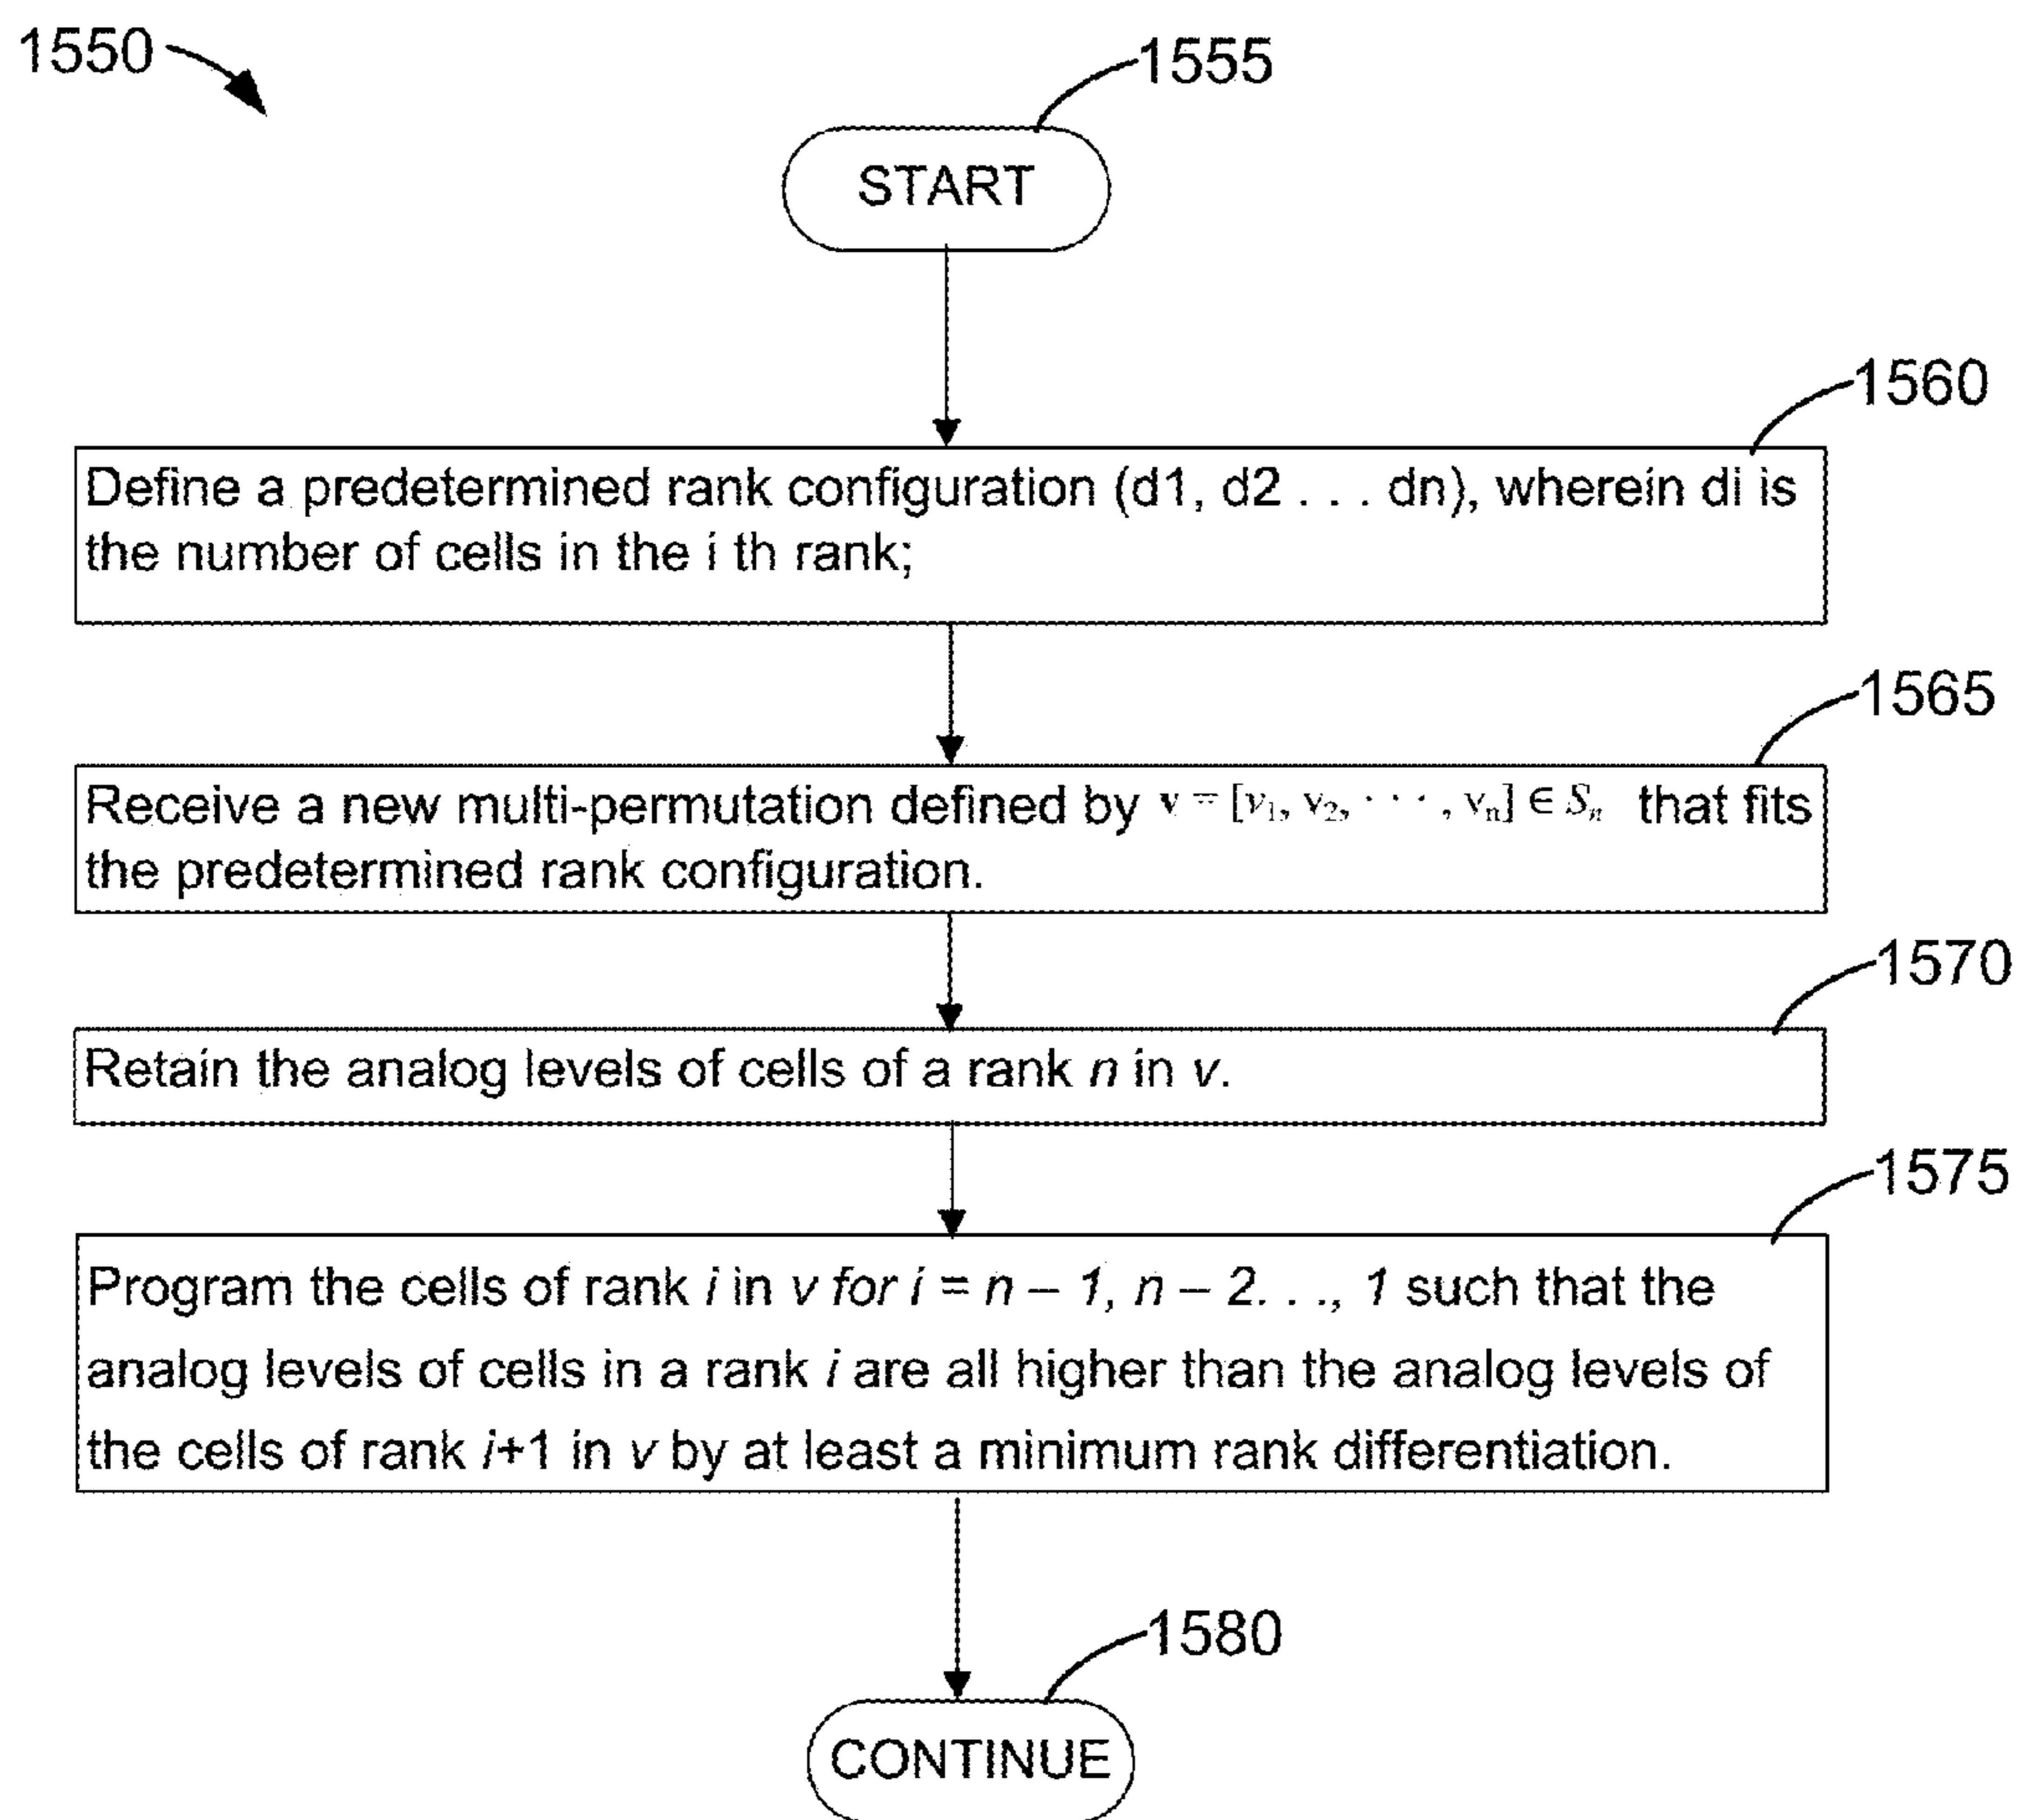 1550
1555
START
1560
Define a predetermined rank configuration (d1, d2 . . . dn), wherein di is
the number of cells in the i th rank;
1565
Receive a new multi-permutation defined by v = [v₁, v₂, · · · , vₙ] ∈ Sₙ that fits
the predetermined rank configuration.
1570
Retain the analog levels of cells of a rank n in v.
1575
Program the cells of rank i in v for i = n – 1, n – 2. . ., 1 such that the
analog levels of cells in a rank i are all higher than the analog levels of
the cells of rank i+1 in v by at least a minimum rank differentiation.
1580
CONTINUE